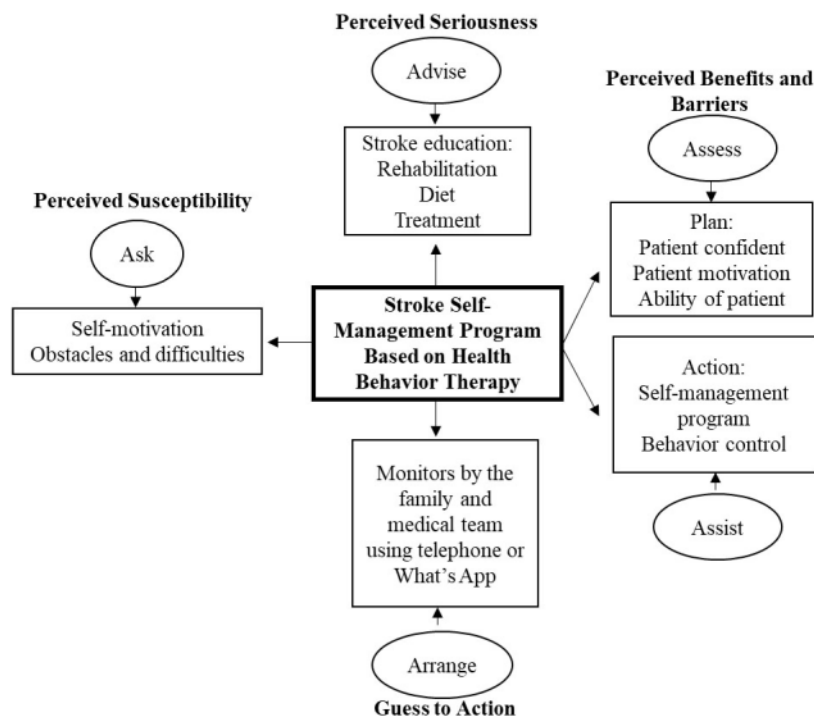 Perceived Seriousness
Advise
Stroke education:
Rehabilitation
Diet
Treatment
Perceived Benefits and
Barriers
Assess
Plan:
Patient confident
Patient motivation
Ability of patient
Perceived Susceptibility
Ask
Self-motivation
Obstacles and difficulties
Stroke Self-
Management Program
Based on Health
Behavior Therapy
Action:
Self-management
program
Behavior control
Assist
Monitors by the
family and
medical team
using telephone or
What's App
Arrange
Guess to Action